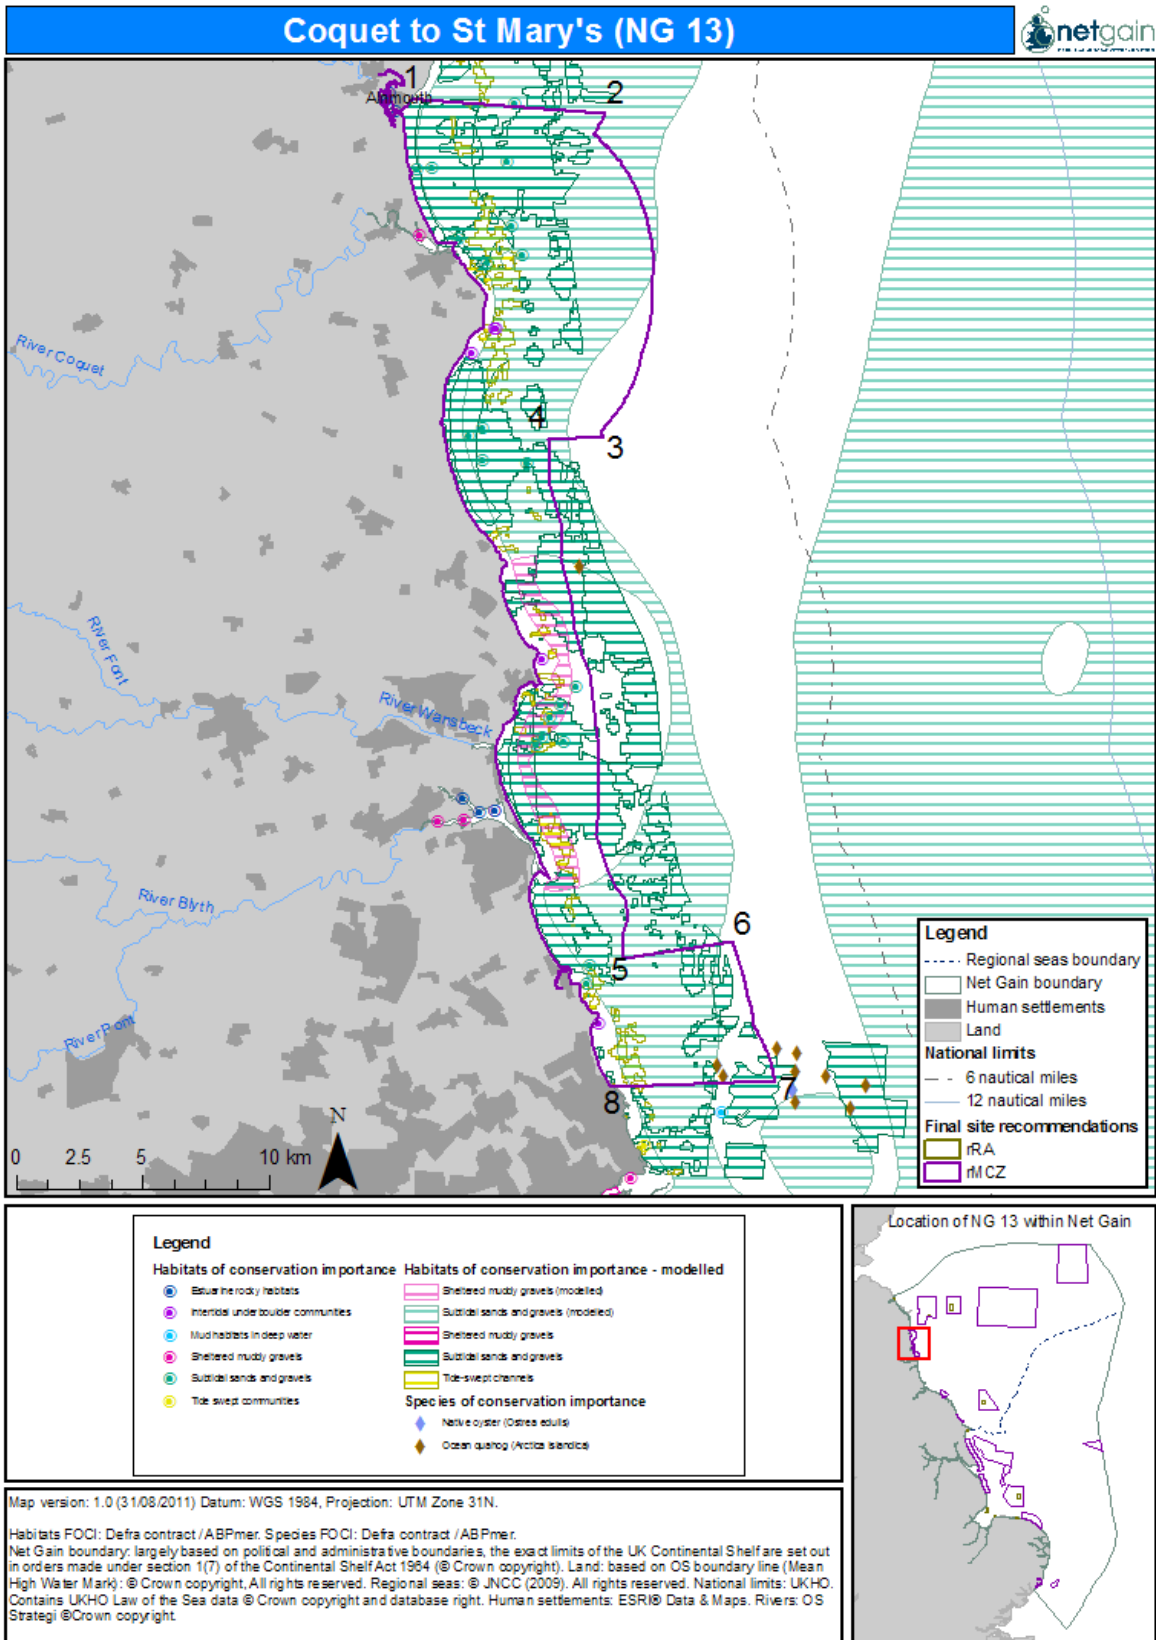 Coquet to St Mary's (NG 13)
netgain
1
Alnmouth
2
River Coquet
4
3
River Font
River Wansbeck
River Blyth
6
5
River Pont
7
8
N
0 2.5 5 10 km
Legend
Regional seas boundary
Net Gain boundary
Human settlements
Land
National limits
6 nautical miles
12 nautical miles
Final site recommendations
rRA
rMCZ
Legend
Habitats of conservation importance
Estuarine rocky habitats
Intertidal underboulder communities
Mud habitats in deep water
Sheltered muddy gravels
Subtidal sands and gravels
Tide swept communities
Habitats of conservation importance - modelled
Sheltered muddy gravels (modelled)
Subtidal sands and gravels (modelled)
Sheltered muddy gravels
Subtidal sands and gravels
Tide-swept channels
Species of conservation importance
Native oyster (Ostrea edulis)
Ocean quahog (Arctica islandica)
Location of NG 13 within Net Gain
Map version: 1.0 (31/08/2011) Datum: WGS 1984, Projection: UTM Zone 31N.
Habitats FOCI: Defra contract / ABPmer. Species FOCI: Defra contract / ABPmer.
Net Gain boundary: largely based on political and administrative boundaries, the exact limits of the UK Continental Shelf are set out
in orders made under section 1(7) of the Continental Shelf Act 1964 (© Crown copyright). Land: based on OS boundary line (Mean
High Water Mark): © Crown copyright, All rights reserved. Regional seas: © JNCC (2009). All rights reserved. National limits: UKHO.
Contains UKHO Law of the Sea data © Crown copyright and database right. Human settlements: ESRI® Data & Maps. Rivers: OS
Strategi ©Crown copyright.